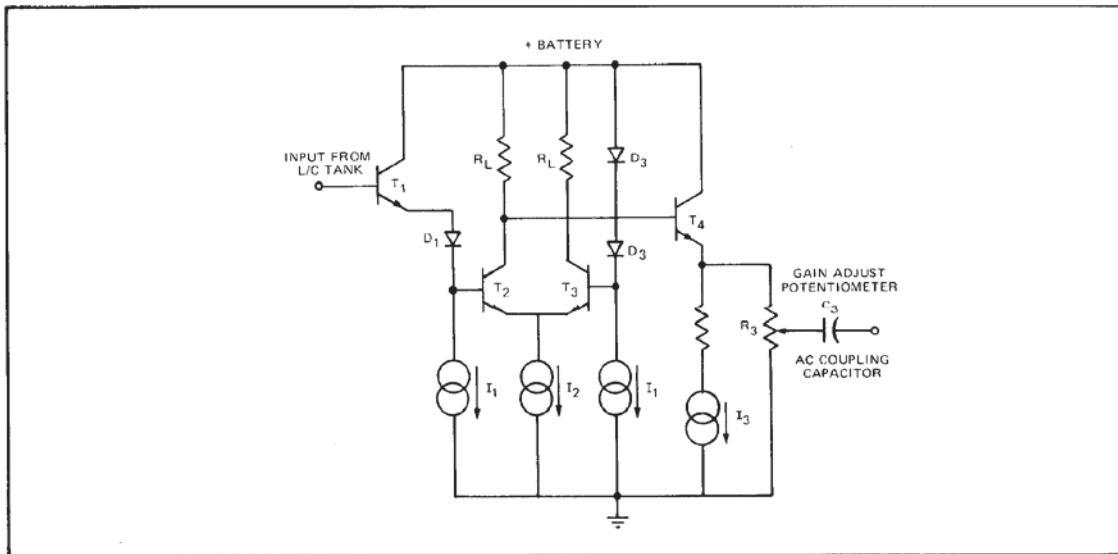 + BATTERY
INPUT FROM
L/C TANK
T1
RL
RL
D3
D1
D3
T4
T2
T3
GAIN ADJUST
POTENTIOMETER
C3
R3
AC COUPLING
CAPACITOR
I1
I2
I1
I3